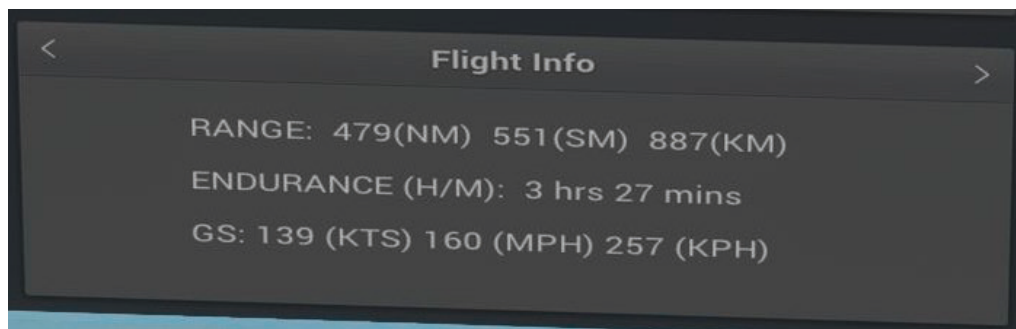 Flight Info
RANGE: 479(NM) 551(SM) 887(KM)
ENDURANCE (H/M): 3 hrs 27 mins
GS: 139 (KTS) 160 (MPH) 257 (KPH)